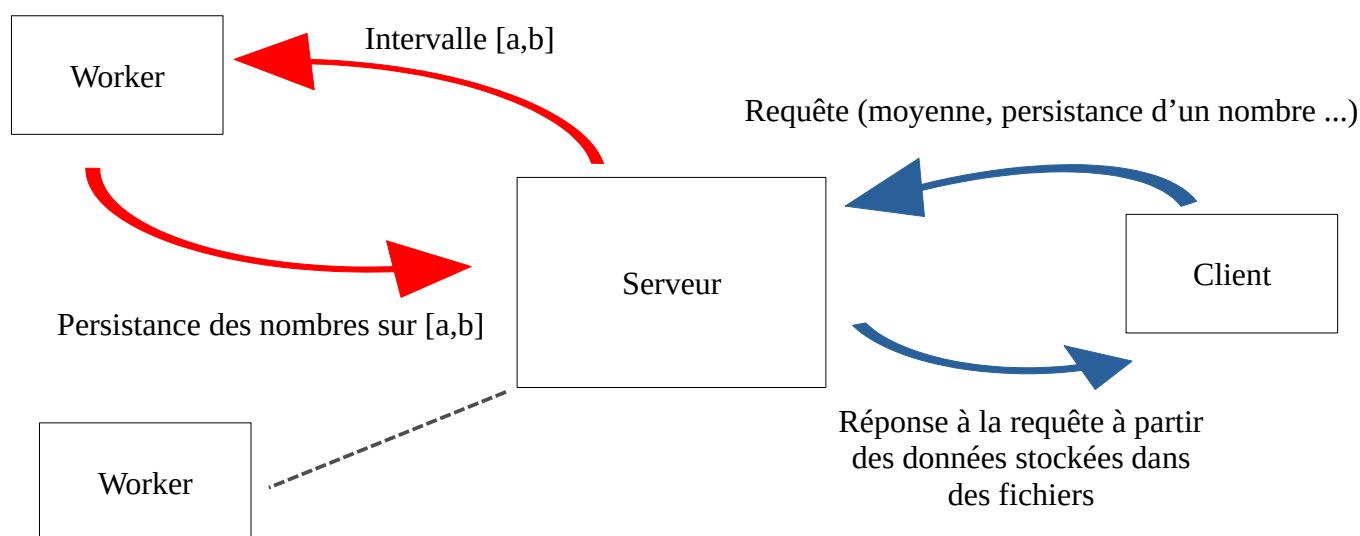 Intervalle [a,b]
Worker
Requête (moyenne, persistance d’un nombre ...)
Serveur
Client
Persistance des nombres sur [a,b]
Réponse à la requête à partir
des données stockées dans
des fichiers
Worker